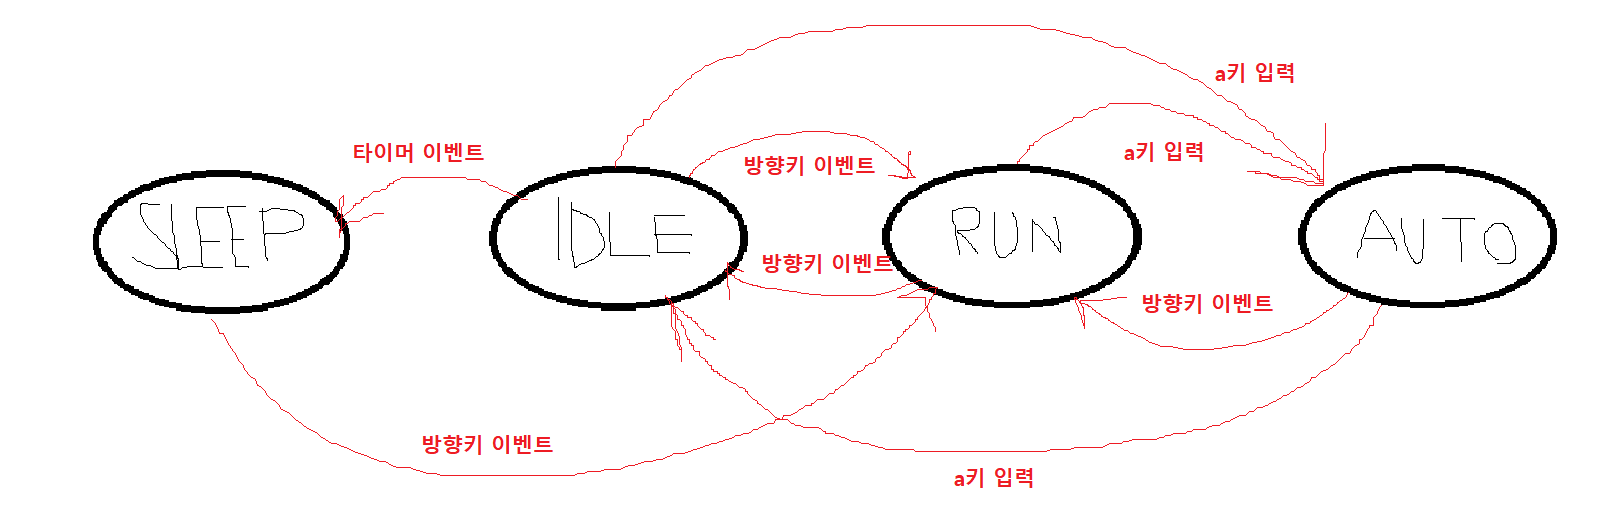 a키 입력
타이머 이벤트
방향키 이벤트
a키 입력
SLEEP
IDLE
RUN
AUTO
방향키 이벤트
방향키 이벤트
방향키 이벤트
a키 입력